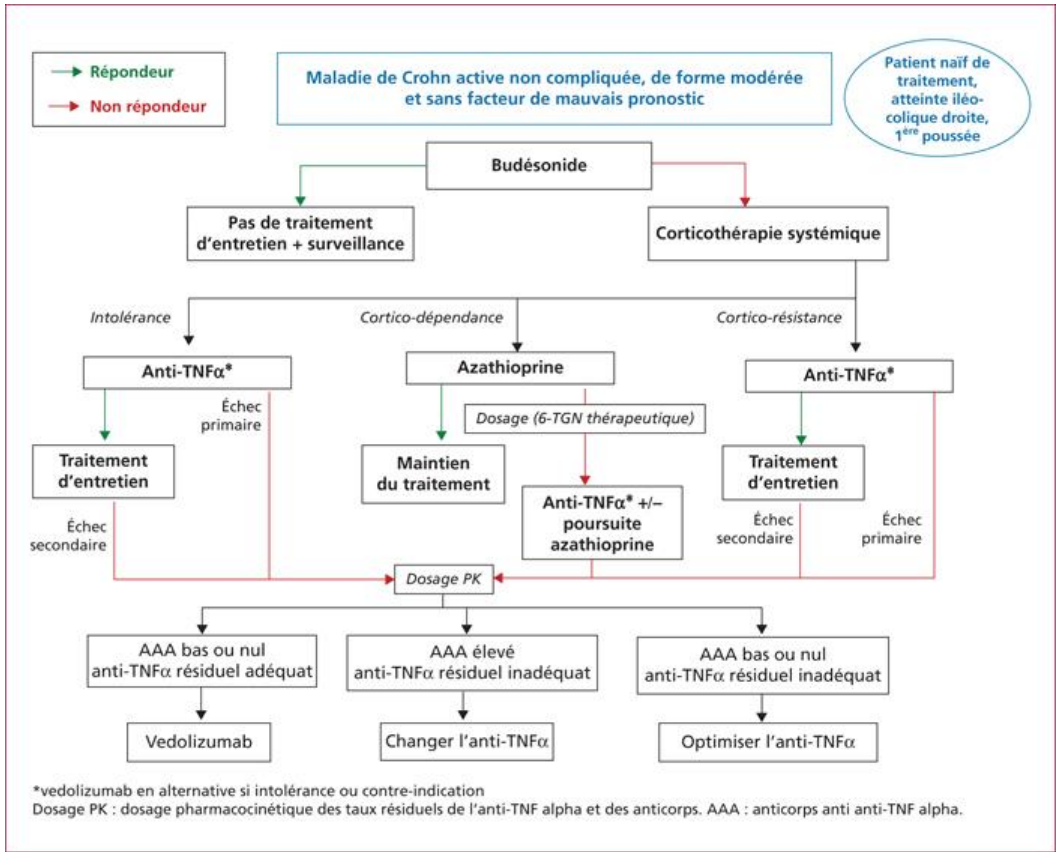 Répondeur
Non répondeur
Maladie de Crohn active non compliquée, de forme modérée
et sans facteur de mauvais pronostic
Patient naïf de
traitement,
atteinte iléo-
colique droite,
1ère poussée
Budésonide
Pas de traitement
d'entretien + surveillance
Corticothérapie systémique
Intolérance
Cortico-dépendance
Cortico-résistance
Anti-TNFα*
Azathioprine
Anti-TNFα*
Échec
primaire
Dosage (6-TGN thérapeutique)
Traitement
d'entretien
Maintien
du traitement
Traitement
d'entretien
Anti-TNFα* +/–
poursuite
azathioprine
Échec
secondaire
Échec
secondaire
Échec
primaire
Dosage PK
AAA bas ou nul
anti-TNFα résiduel adéquat
AAA élevé
anti-TNFα résiduel inadéquat
AAA bas ou nul
anti-TNFα résiduel inadéquat
Vedolizumab
Changer l'anti-TNFα
Optimiser l'anti-TNFα
*vedolizumab en alternative si intolérance ou contre-indication
Dosage PK : dosage pharmacocinétique des taux résiduels de l'anti-TNF alpha et des anticorps. AAA : anticorps anti anti-TNF alpha.